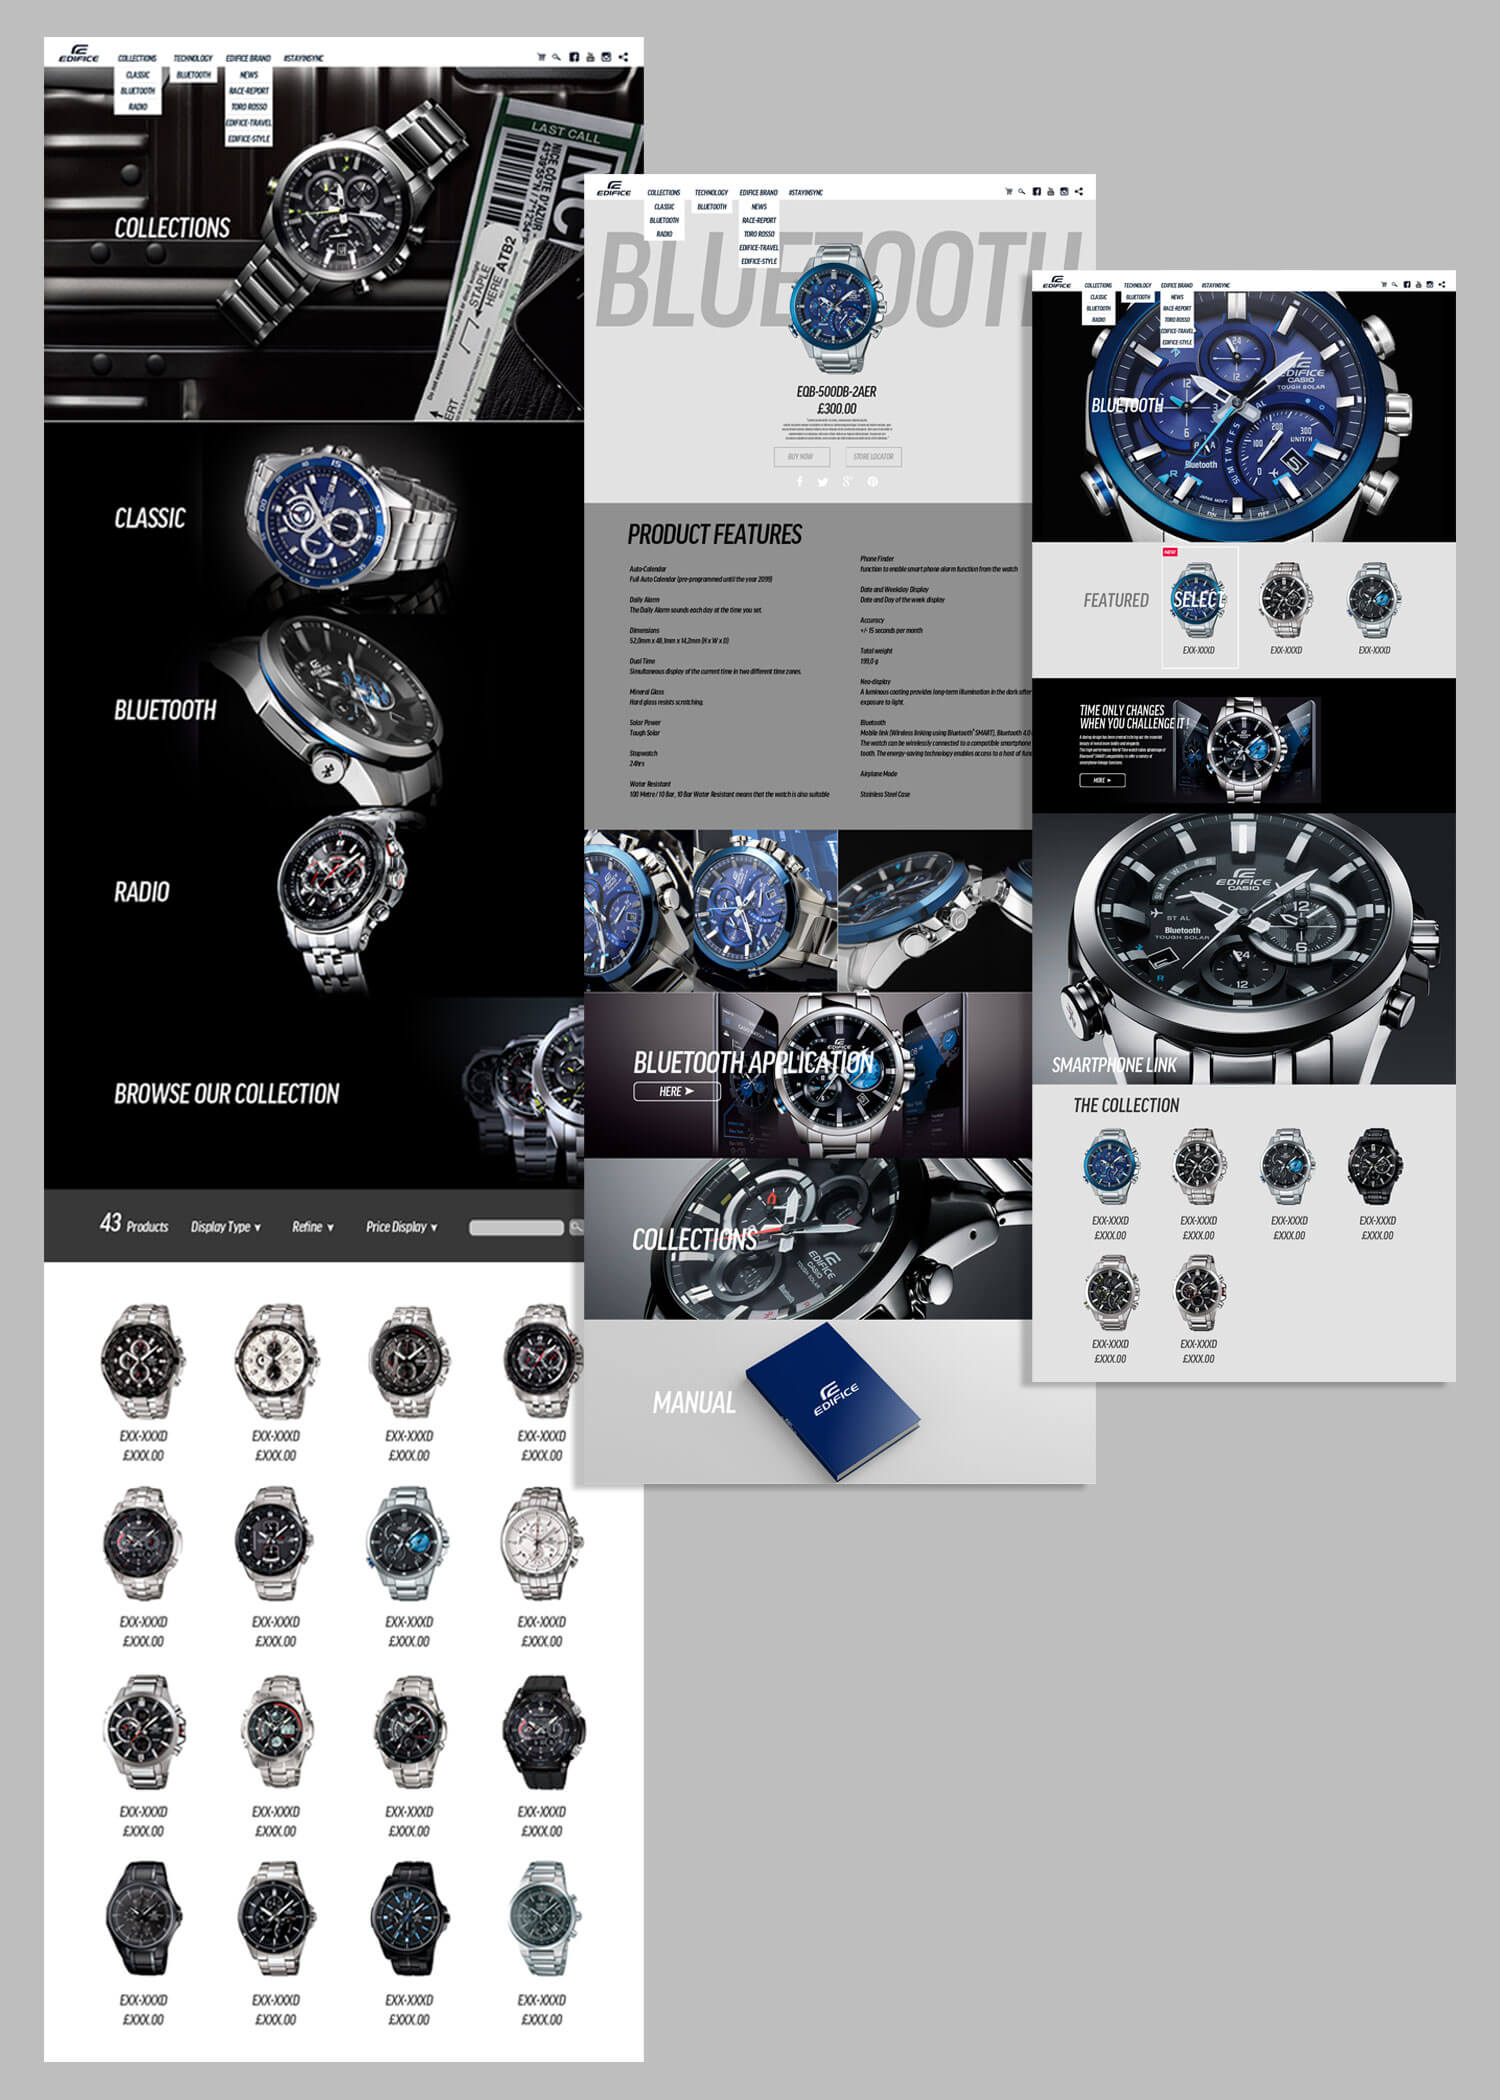 EDIFICE
COLLECTIONS TECHNOLOGY EDIFICE BRAND #STAYINSYNC
CLASSIC BLUETOOTH NEWS
BLUETOOTH RACE-REPORT
RADIO TORO ROSSO
EDIFICE-TRAVEL
EDIFICE-STYLE
LAST CALL
NICE CÔTE D'AZUR
STAPLE
HERE ATB2
COLLECTIONS
CLASSIC
BLUETOOTH
RADIO
BROWSE OUR COLLECTION
43 Products Display Type ▼ Refine ▼ Price Display ▼
EXX-XXXD EXX-XXXD EXX-XXXD EXX-XXXD
£XXX.00 £XXX.00 £XXX.00 £XXX.00
EXX-XXXD EXX-XXXD EXX-XXXD EXX-XXXD
£XXX.00 £XXX.00 £XXX.00 £XXX.00
EXX-XXXD EXX-XXXD EXX-XXXD EXX-XXXD
£XXX.00 £XXX.00 £XXX.00 £XXX.00
EXX-XXXD EXX-XXXD EXX-XXXD EXX-XXXD
£XXX.00 £XXX.00 £XXX.00 £XXX.00
EDIFICE
COLLECTIONS TECHNOLOGY EDIFICE BRAND #STAYINSYNC
CLASSIC BLUETOOTH NEWS
BLUETOOTH RACE-REPORT
RADIO TORO ROSSO
EDIFICE-TRAVEL
EDIFICE-STYLE
BLUETOOTH
EQB-500DB-2AER
£300.00
BUY NOW STORE LOCATOR
PRODUCT FEATURES
Auto-Calendar
Full Auto Calendar (pre-programmed until the year 2099)
Daily Alarm
The Daily Alarm sounds each day at the time you set.
Dimensions
52,0mm x 48,1mm x 14,2mm (H x W x D)
Dual Time
Simultaneous display of the current time in two different time zones.
Mineral Glass
Hard glass resists scratching.
Solar Power
Tough Solar
Stopwatch
24hrs
Water Resistant
100 Metre / 10 Bar, 10 Bar Water Resistant means that the watch is also suitable
Phone Finder
function to enable smart phone alarm function from the watch
Date and Weekday Display
Date and Day of the week display
Accuracy
+/- 15 seconds per month
Total weight
199,0 g
Neo-display
A luminous coating provides long-term illumination in the dark after
exposure to light.
Bluetooth
Mobile link (Wireless linking using Bluetooth® SMART), Bluetooth 4.0
The watch can be wirelessly connected to a compatible smartphone
tooth. The energy-saving technology enables access to a host of
Airplane Mode
Stainless Steel Case
BLUETOOTH APPLICATION
HERE ➤
COLLECTIONS
EDIFICE
CASIO
TOUGH SOLAR
Bluetooth
MANUAL
EDIFICE
EDIFICE
COLLECTIONS TECHNOLOGY EDIFICE BRAND #STAYINSYNC
CLASSIC BLUETOOTH NEWS
BLUETOOTH RACE-REPORT
RADIO TORO ROSSO
EDIFICE-TRAVEL
EDIFICE-STYLE
BLUETOOTH
EDIFICE
CASIO
TOUGH SOLAR
Bluetooth
NEW
FEATURED
SELECT
EXX-XXXD EXX-XXXD EXX-XXXD
TIME ONLY CHANGES
WHEN YOU CHALLENGE IT !
MORE ➤
EDIFICE
CASIO
ST AL
Bluetooth
TOUGH SOLAR
SMARTPHONE LINK
THE COLLECTION
EXX-XXXD EXX-XXXD EXX-XXXD EXX-XXXD
£XXX.00 £XXX.00 £XXX.00 £XXX.00
EXX-XXXD EXX-XXXD
£XXX.00 £XXX.00